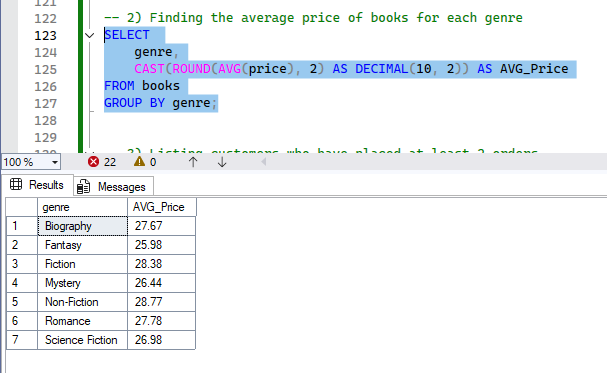 121
122 -- 2) Finding the average price of books for each genre
123 SELECT
124 genre,
125 CAST(ROUND(AVG(price), 2) AS DECIMAL(10, 2)) AS AVG_Price
126 FROM books
127 GROUP BY genre;
128
129
3) Listing customers who have placed at least 2 orders
100 %
22
0
Results
Messages
genre AVG_Price
1 Biography 27.67
2 Fantasy 25.98
3 Fiction 28.38
4 Mystery 26.44
5 Non-Fiction 28.77
6 Romance 27.78
7 Science Fiction 26.98